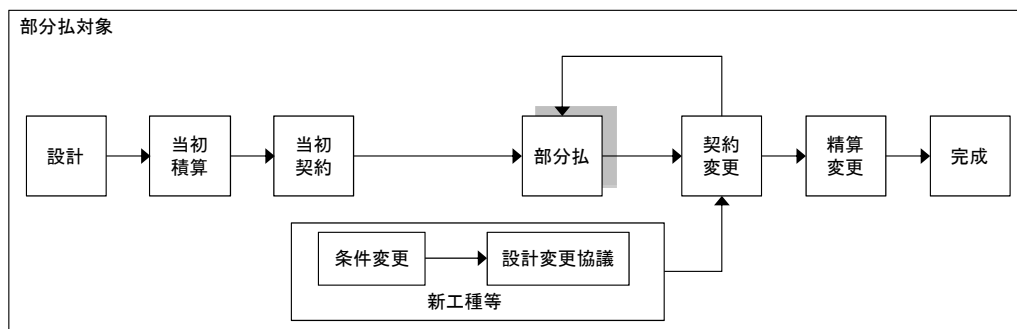 部分払対象
設計
当初
積算
当初
契約
部分払
契約
変更
精算
変更
完成
条件変更
設計変更協議
新工種等